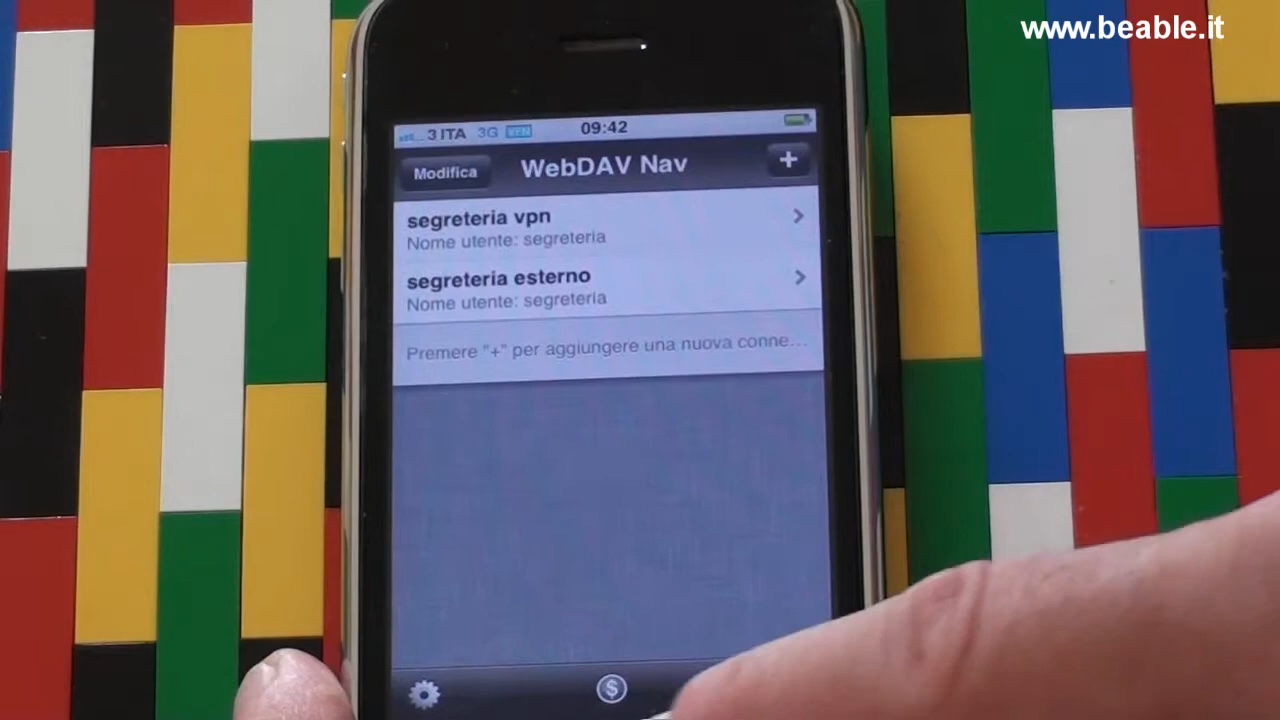 www.beable.it
3 ITA 3G VPN 09:42
Modifica WebDAV Nav +
segreteria vpn
Nome utente: segreteria
segreteria esterno
Nome utente: segreteria
Premere "+" per aggiungere una nuova conne...
$